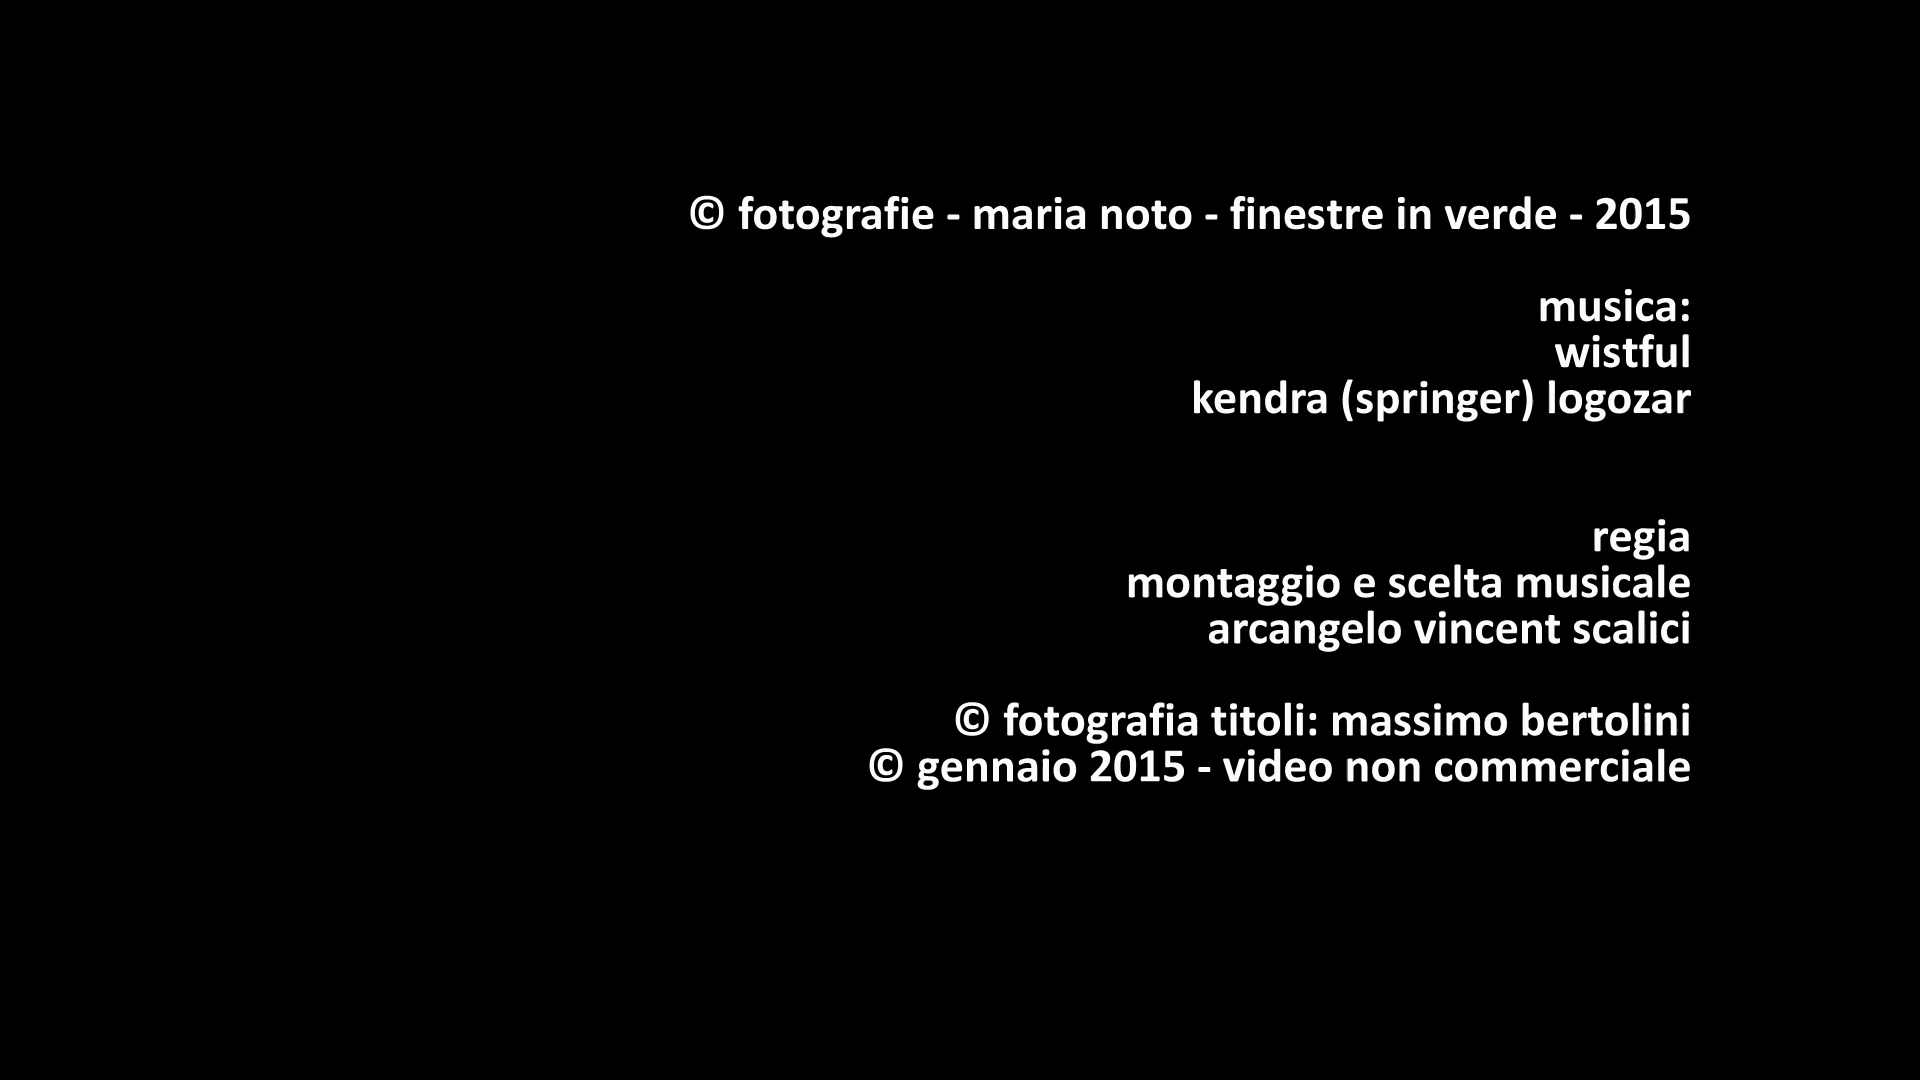 © fotografie - maria noto - finestre in verde - 2015
musica:
wistful
kendra (springer) logozar
regia
montaggio e scelta musicale
arcangelo vincent scalici
© fotografia titoli: massimo bertolini
© gennaio 2015 - video non commerciale